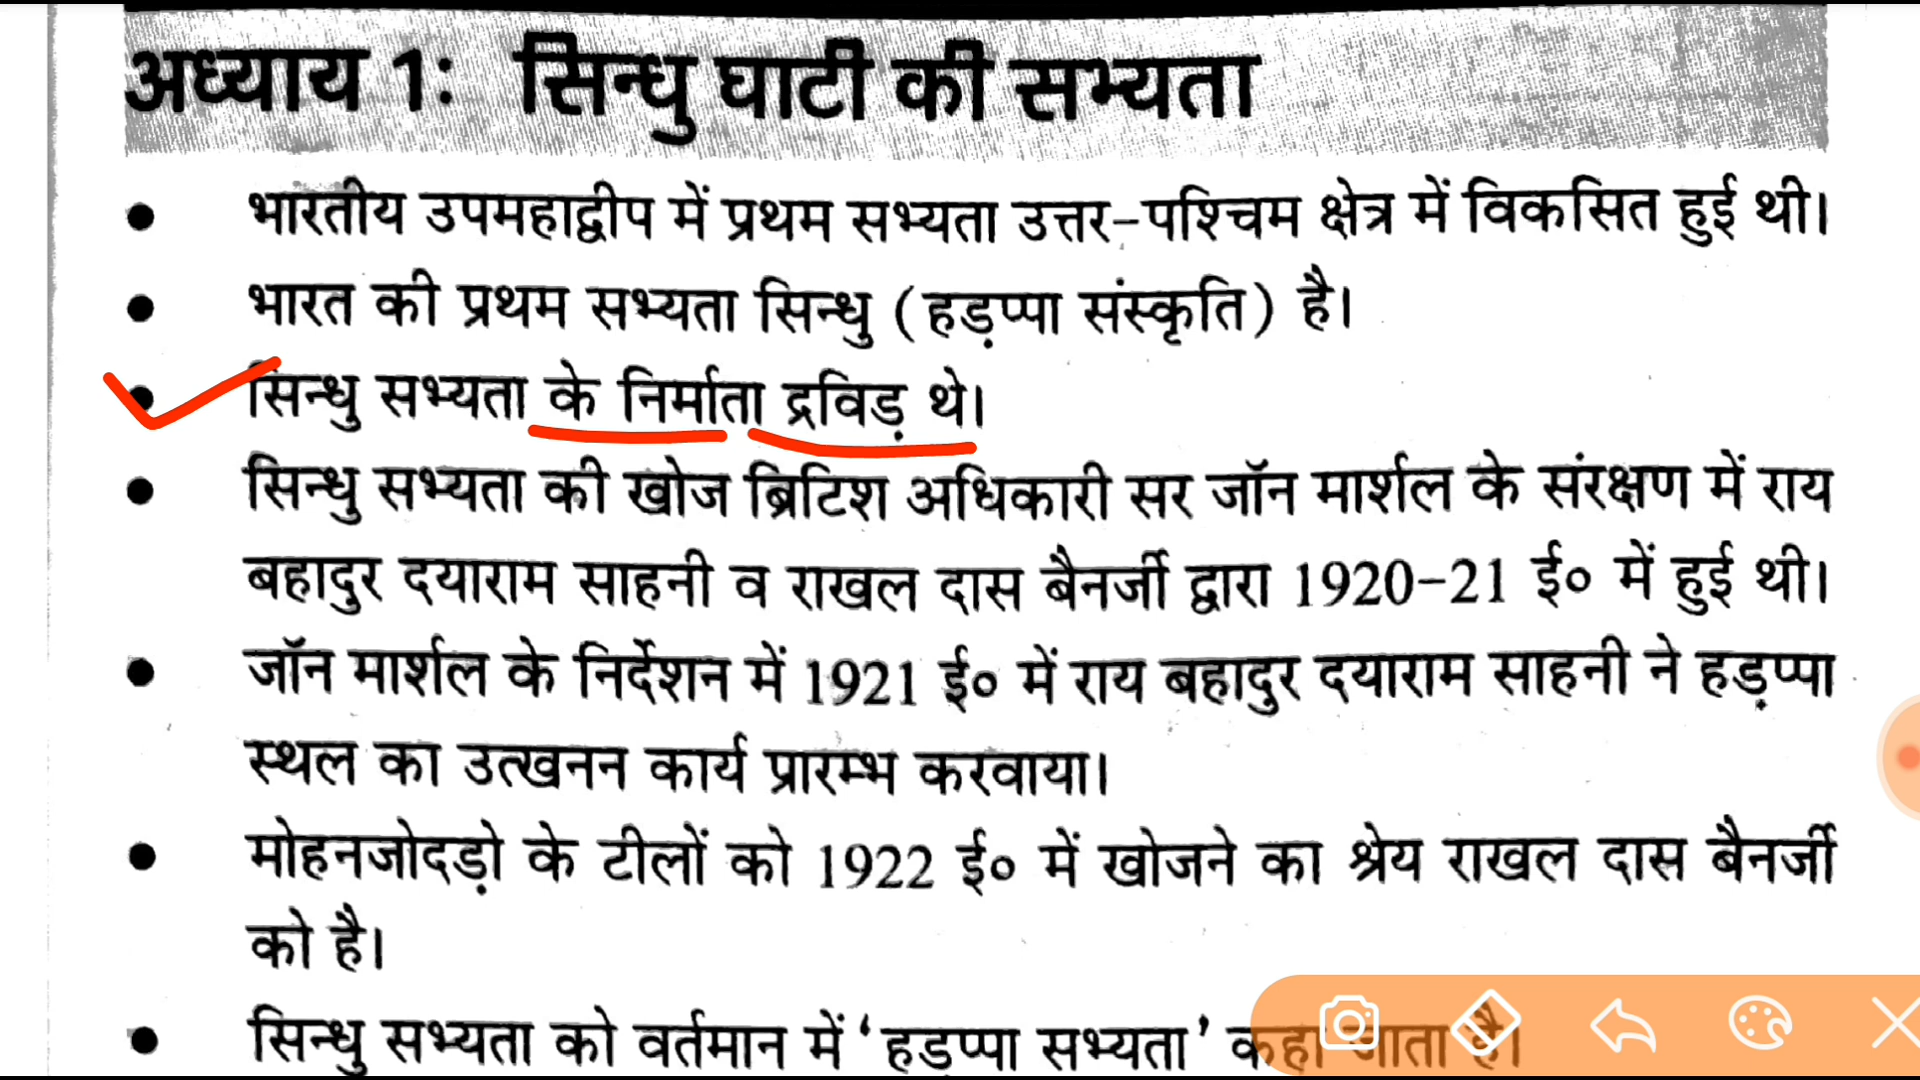 अध्याय 1: सिन्धु घाटी की सभ्यता
● भारतीय उपमहाद्वीप में प्रथम सभ्यता उत्तर-पश्चिम क्षेत्र में विकसित हुई थी।
● भारत की प्रथम सभ्यता सिन्धु (हड़प्पा संस्कृति) है।
● सिन्धु सभ्यता के निर्माता द्रविड़ थे।
● सिन्धु सभ्यता की खोज ब्रिटिश अधिकारी सर जॉन मार्शल के संरक्षण में राय
बहादुर दयाराम साहनी व राखल दास बैनर्जी द्वारा 1920-21 ई० में हुई थी।
● जॉन मार्शल के निर्देशन में 1921 ई० में राय बहादुर दयाराम साहनी ने हड़प्पा
स्थल का उत्खनन कार्य प्रारम्भ करवाया।
● मोहनजोदड़ो के टीलों को 1922 ई० में खोजने का श्रेय राखल दास बैनर्जी
को है।
● सिन्धु सभ्यता को वर्तमान में ‘हड़प्पा सभ्यता’ कहा जाता है।